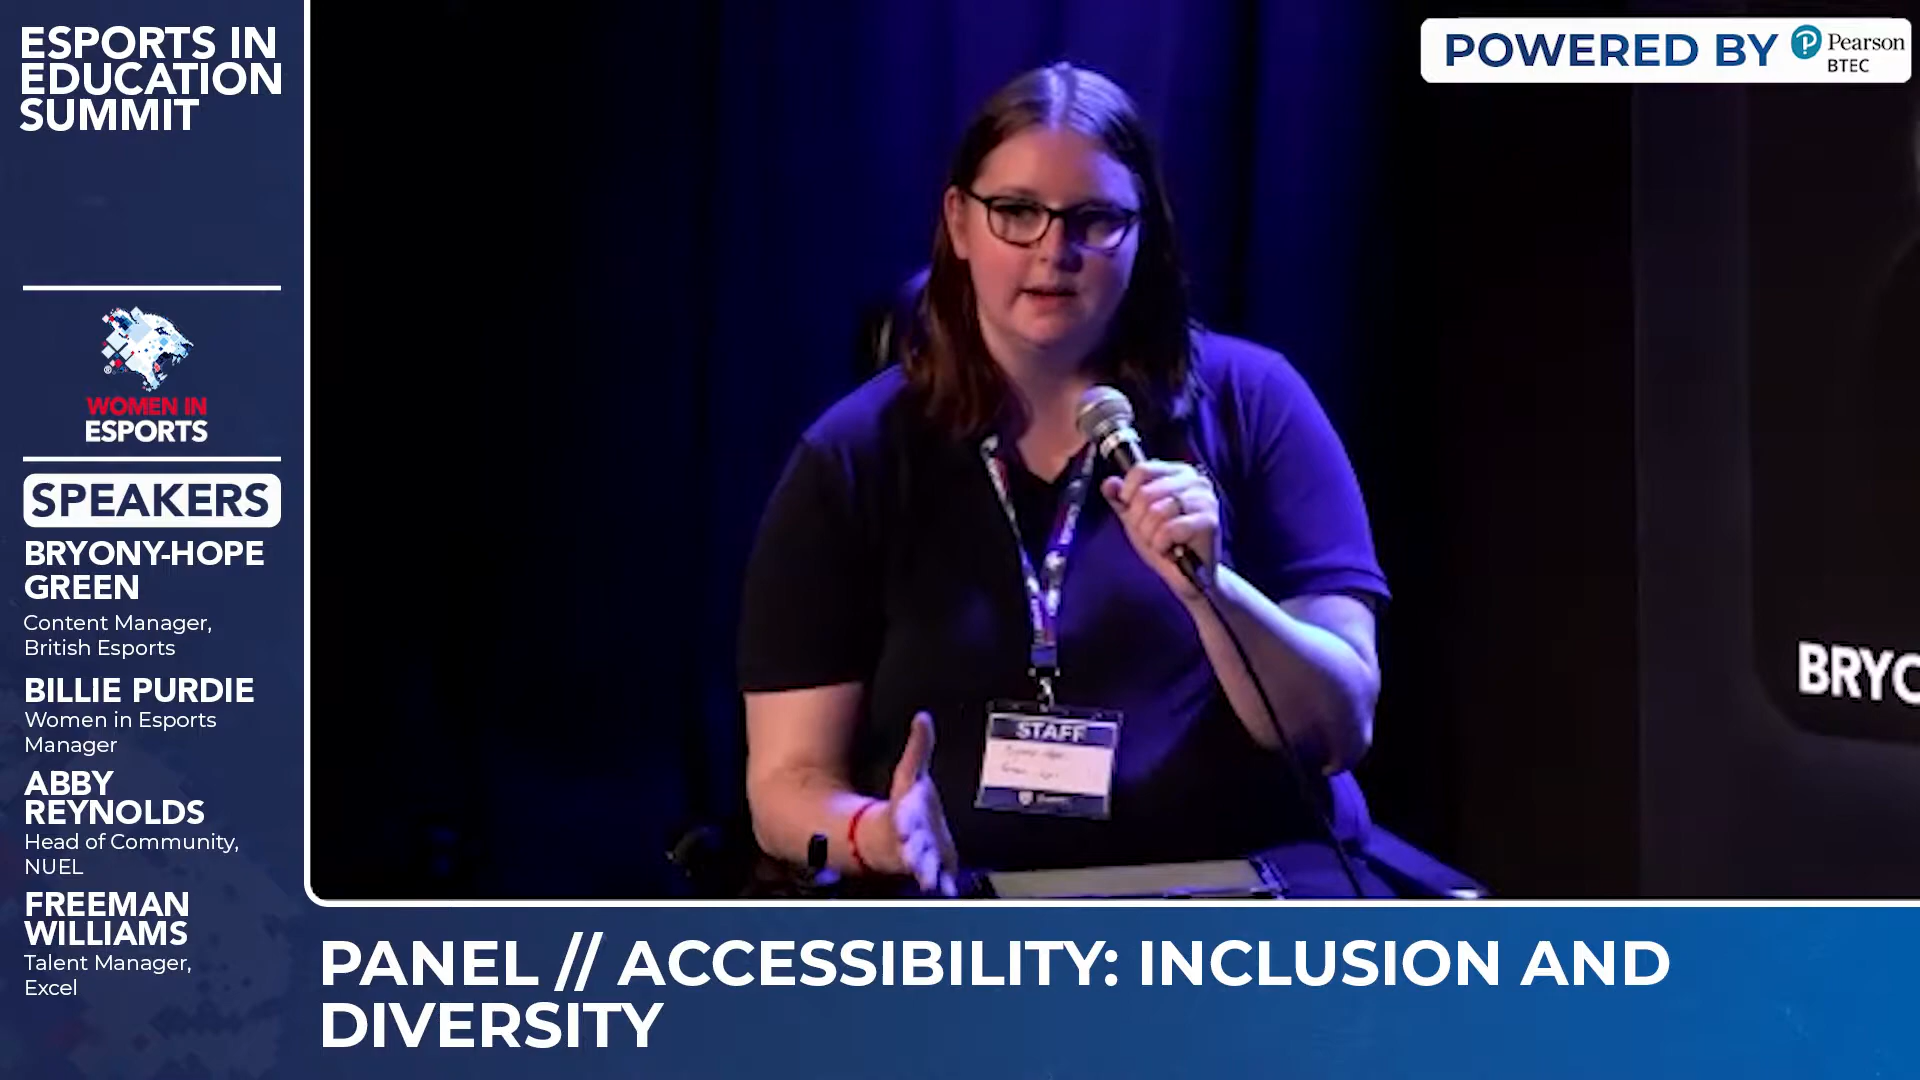 ESPORTS IN
EDUCATION
SUMMIT
WOMEN IN
ESPORTS
SPEAKERS
BRYONY-HOPE
GREEN
Content Manager,
British Esports
BILLIE PURDIE
Women in Esports
Manager
ABBY
REYNOLDS
Head of Community,
NUEL
FREEMAN
WILLIAMS
Talent Manager,
Excel
POWERED BY
Pearson
BTEC
STAFF
BRYO
PANEL // ACCESSIBILITY: INCLUSION AND
DIVERSITY